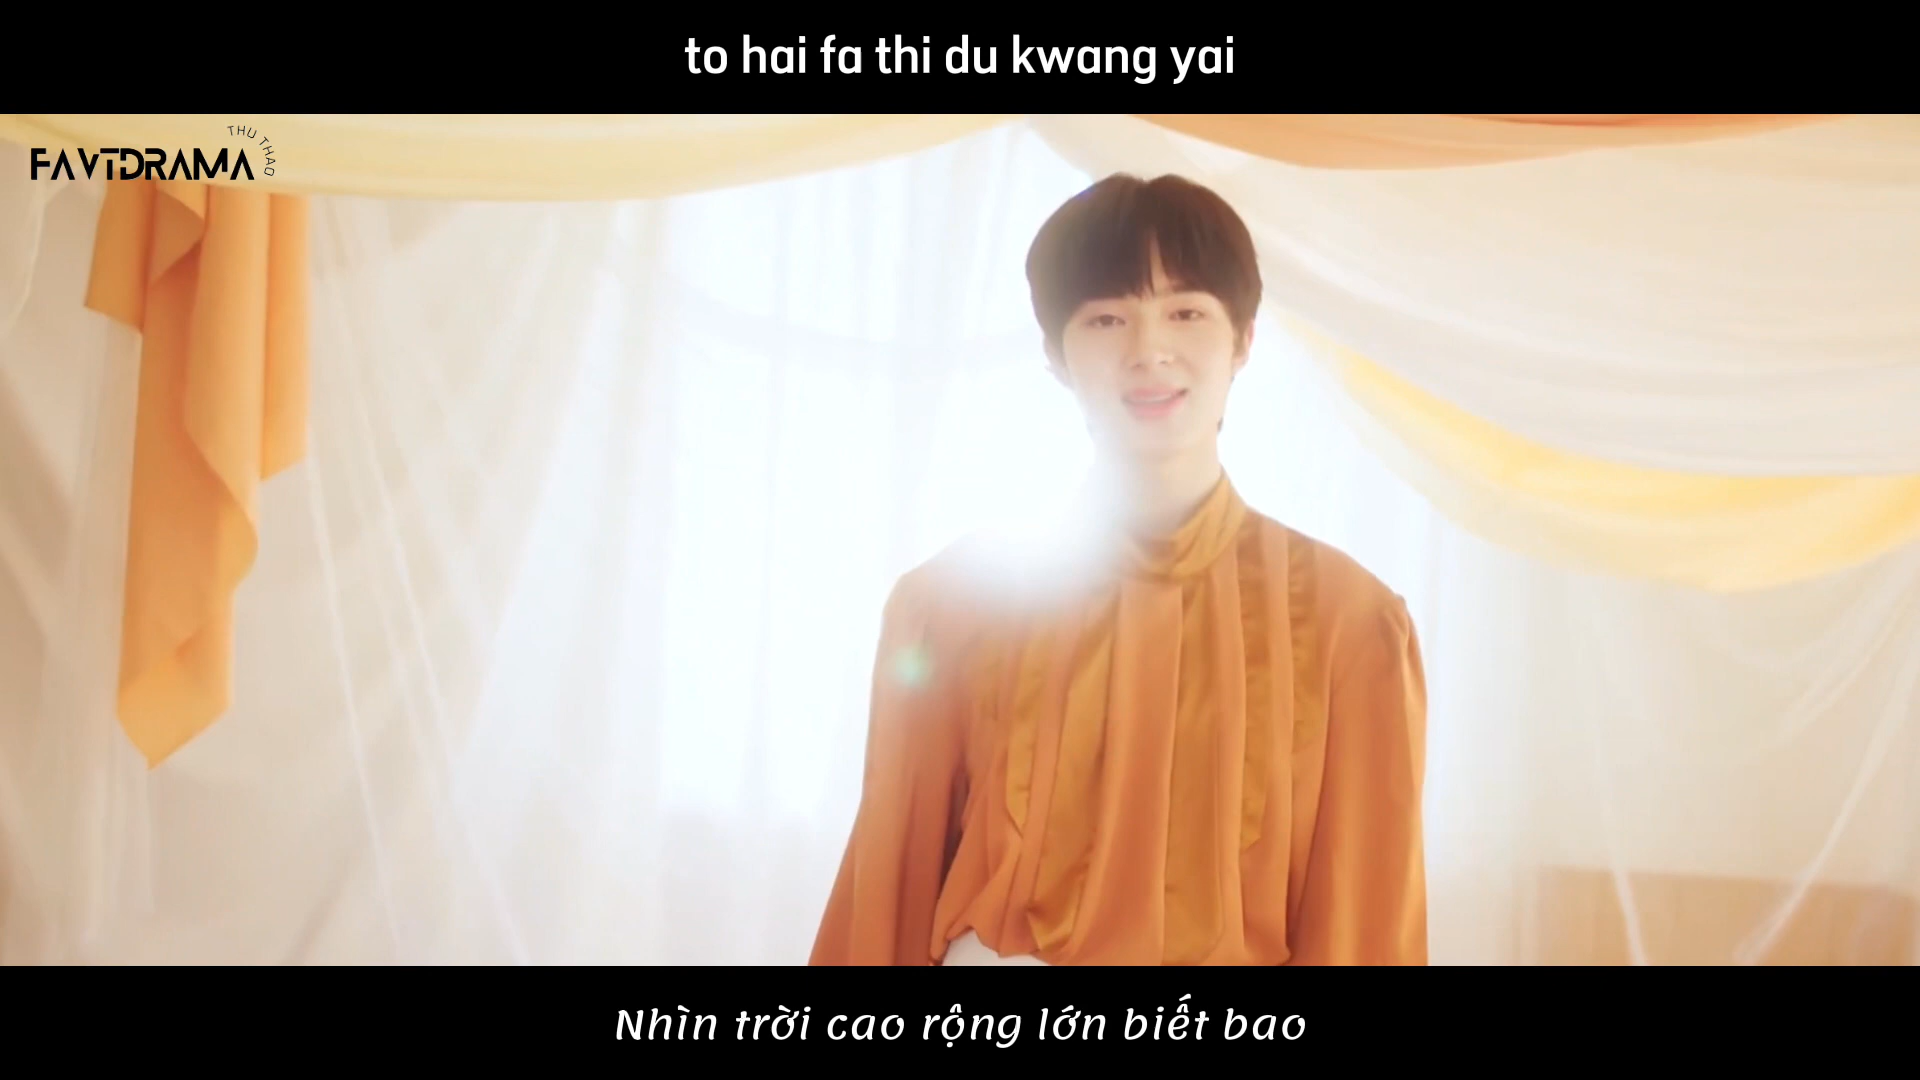 to hai fa thi du kwang yai
THU THAO
FAVTDRAMA
Nhìn trời cao rộng lớn biết bao